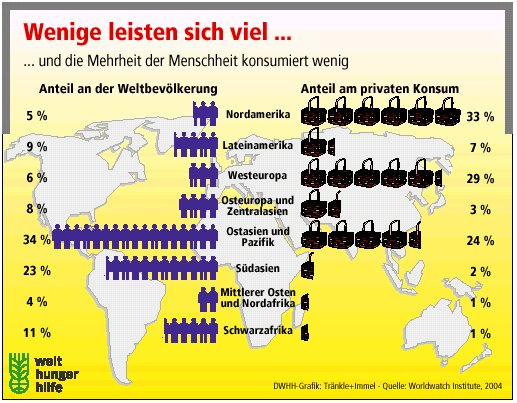 Wenige leisten sich viel ...
... und die Mehrheit der Menschheit konsumiert wenig
Anteil an der Weltbevölkerung Anteil am privaten Konsum
5 % Nordamerika 33 %
9 % Lateinamerika 7 %
6 % Westeuropa 29 %
8 % Osteuropa und Zentralasien 3 %
34 % Ostasien und Pazifik 24 %
23 % Südasien 2 %
4 % Mittlerer Osten und Nordafrika 1 %
11 % Schwarzafrika 1 %
welt
hunger
hilfe
DWHH-Grafik: Tränkle+Immel - Quelle: Worldwatch Institute, 2004